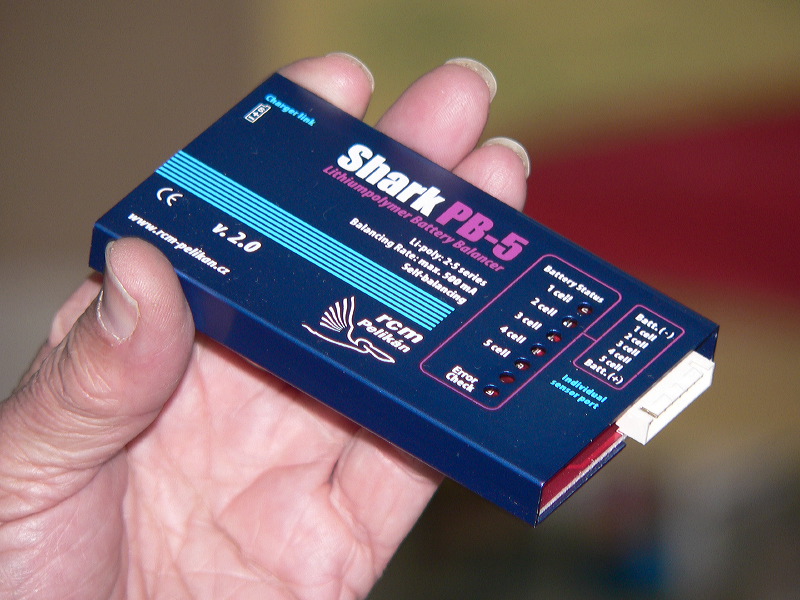 Charger link
- + S
Shark PB-5
Lithiumpolymer Battery Balancer
Li-poly: 2-5 series
Balancing Rate: max. 500 mA
Self-balancing
CE
v. 2.0
www.rcm-pelikan.cz
rcm
Pelikán
Battery Status
1 cell
2 cell
3 cell
4 cell
5 cell
Error
Check
Batt. (-)
1 cell
2 cell
3 cell
4 cell
5 cell
Batt. (+)
Individual
sensor port